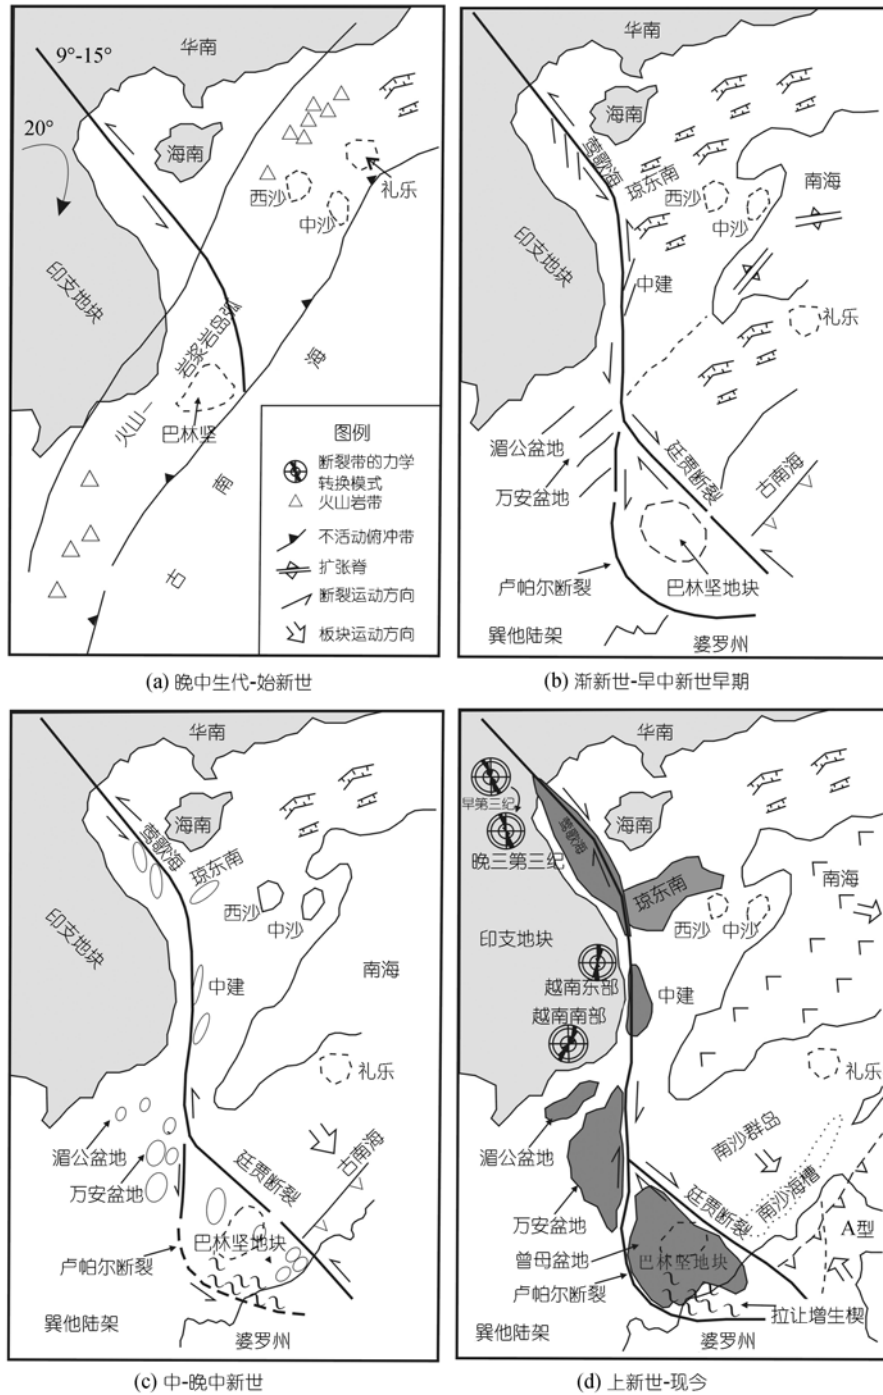 华南
9°-15°
20°
海南
西沙
中沙
礼乐
印支地块
火山—岩浆岩岛弧
巴林坚
古 南 海
图例
断裂带的力学
转换模式
火山岩带
不活动俯冲带
扩张脊
断裂运动方向
板块运动方向
(a) 晚中生代-始新世
华南
海南
莺歌海
琼东南
南海
西沙
中沙
印支地块
中建
礼乐
湄公盆地
万安盆地
廷贾断裂
古南海
卢帕尔断裂
巴林坚地块
巽他陆架
婆罗州
(b) 渐新世-早中新世早期
华南
海南
莺歌海
琼东南
西沙
中沙
印支地块
中建
南海
礼乐
湄公盆地
万安盆地
廷贾断裂
古南海
巴林坚地块
卢帕尔断裂
巽他陆架
婆罗州
(c) 中-晚中新世
华南
早第三纪
晚三第三纪
海南
莺歌海
琼东南
南海
西沙
中沙
印支地块
越南东部
中建
越南南部
礼乐
湄公盆地
南沙群岛
万安盆地
廷贾断裂
南沙海槽
A型
曾母盆地
巴林坚地块
卢帕尔断裂
拉让增生楔
巽他陆架
婆罗州
(d) 上新世-现今